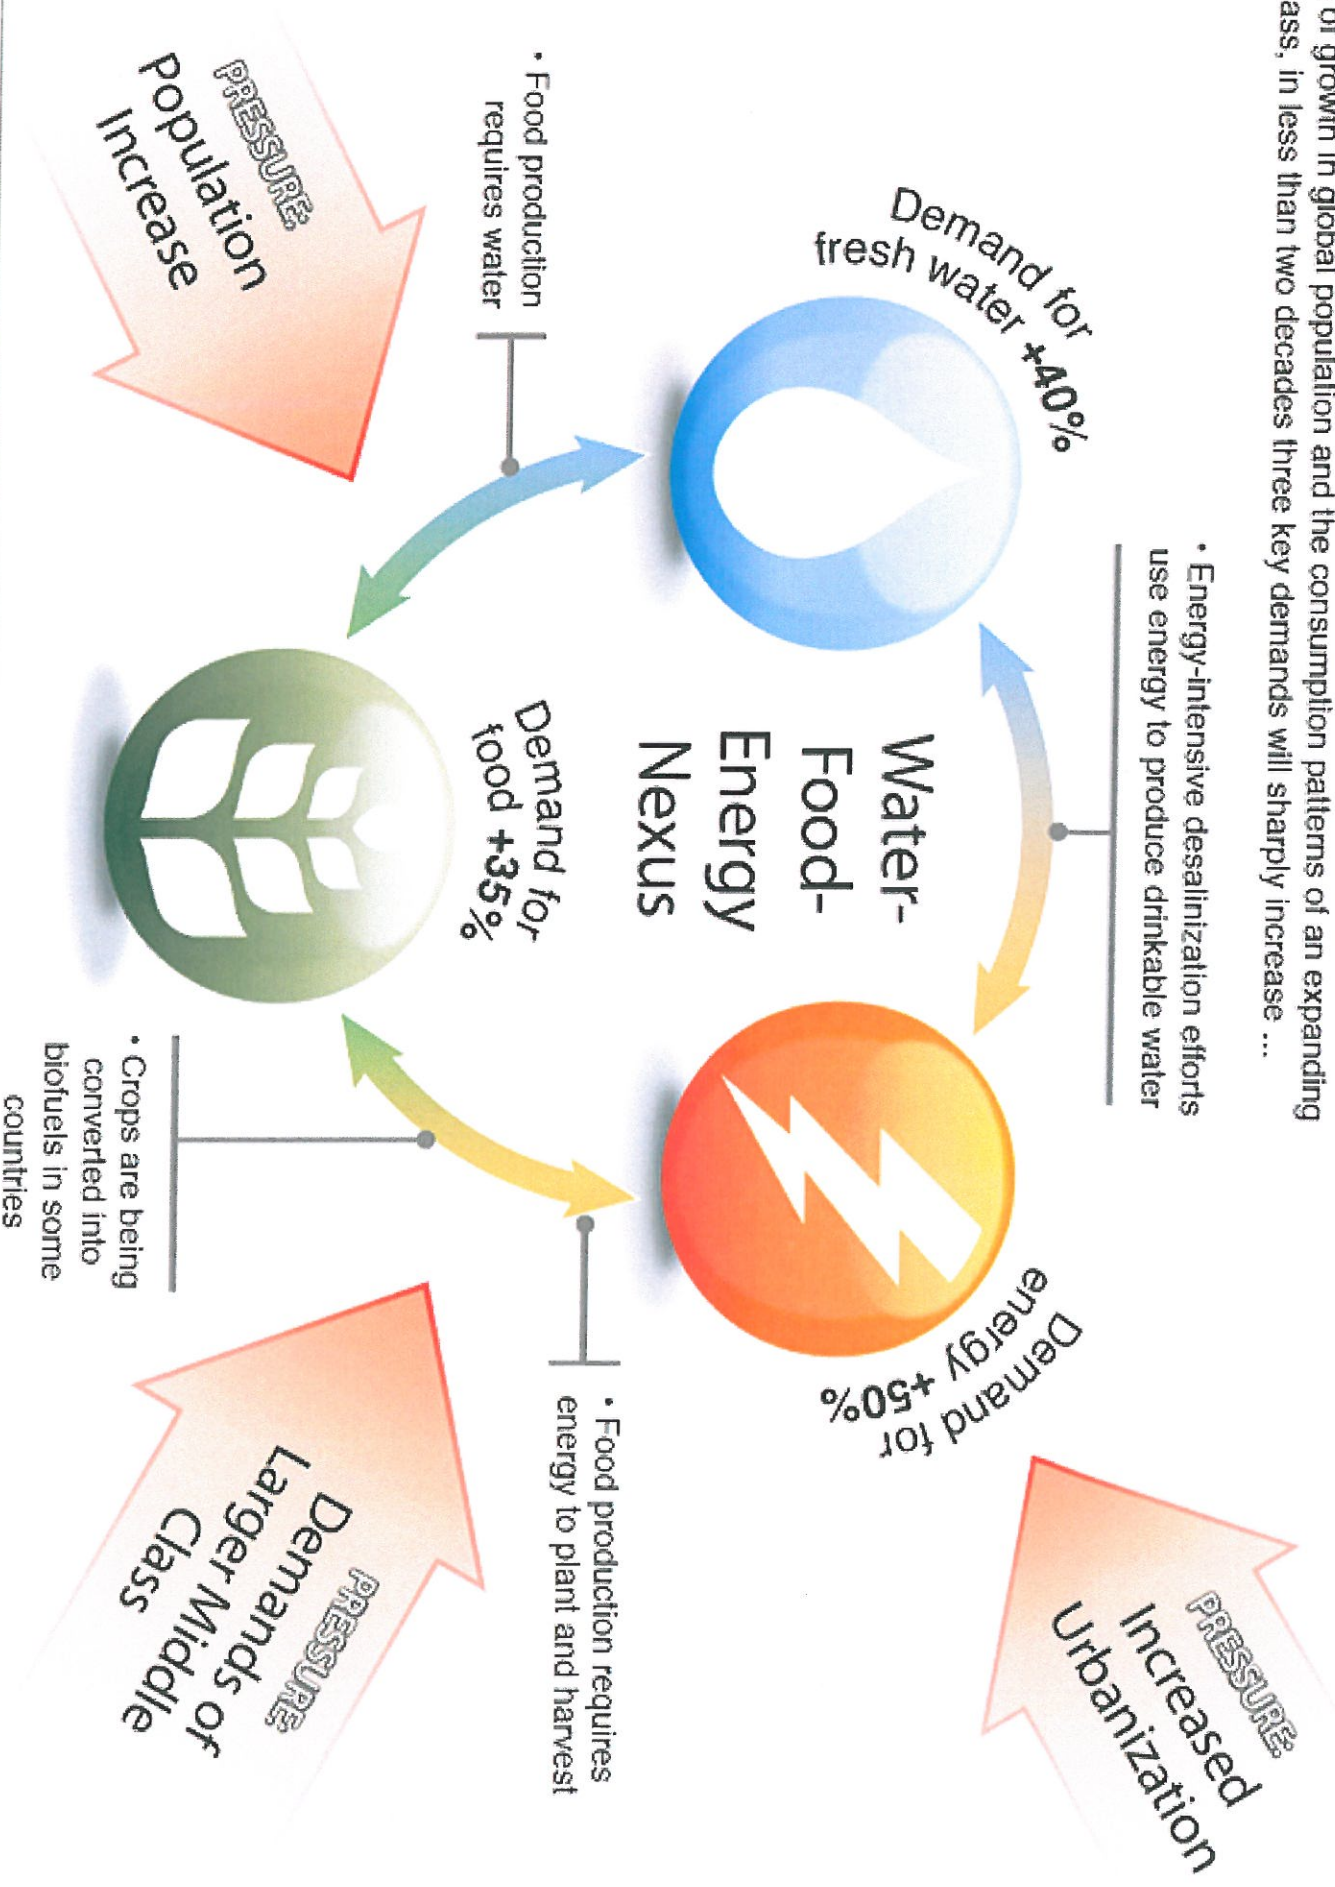 of growth in global population and the consumption patterns of an expanding
ass, in less than two decades three key demands will sharply increase ...
• Energy-intensive desalinization efforts
use energy to produce drinkable water
PRESSURE:
Increased
Urbanization
Demand for
fresh water +40%
Demand for
energy +50%
Water-
Food-
Energy
Nexus
• Food production
requires water
Demand for
food +35%
• Food production requires
energy to plant and harvest
PRESSURE:
Population
Increase
• Crops are being
converted into
biofuels in some
countries
PRESSURE:
Demands of
Larger Middle
Class